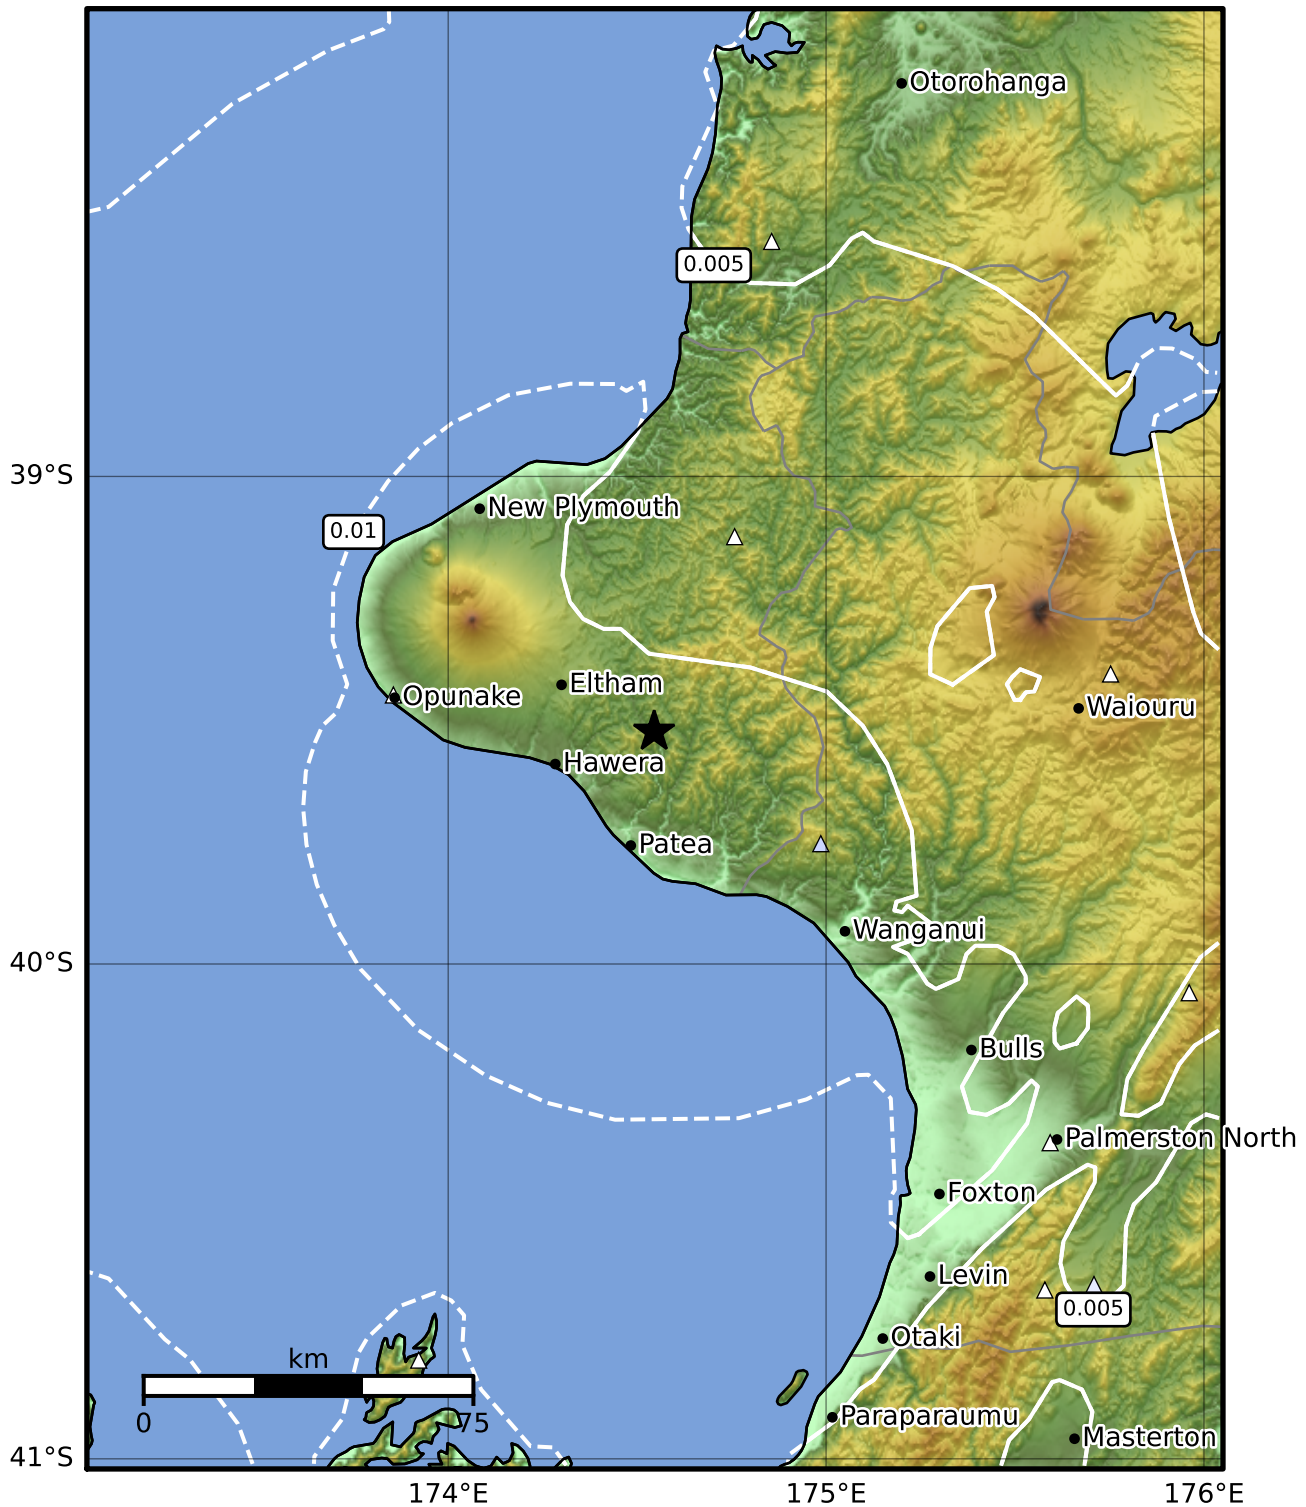 Otorohanga
0.005
39°S
New Plymouth
0.01
Eltham
Opunake
Waiouru
Hawera
Patea
Wanganui
40°S
Bulls
Palmerston North
Foxton
Levin
0.005
Otaki
km
0
75
Paraparaumu
Masterton
41°S
174°E
175°E
176°E